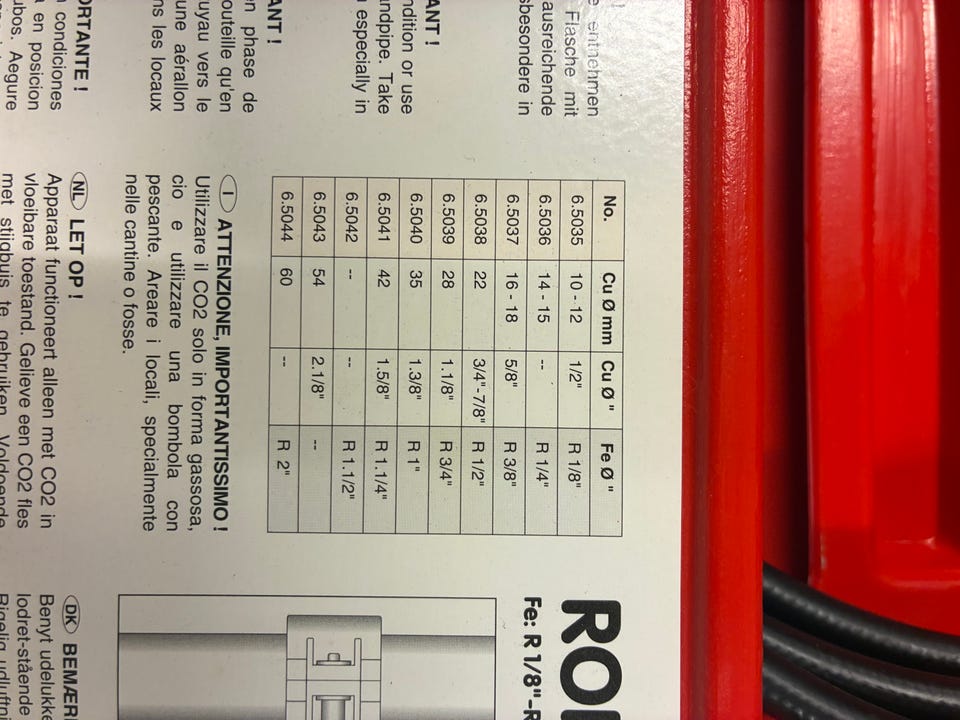 !
e entnehmen
Flasche mit
ausreichende
sbesondere in
ANT !
ndition or use
andpipe. Take
n especially in
ANT !
n phase de
outeille qu'en
uyau vers le
une aérallon
ns les locaux
ORTANTE !
n condiciones
a en posicion
ubos. Aegure
No. Cu Ø mm Cu Ø " Fe Ø "
6.5035 10 - 12 1/2" R 1/8"
6.5036 14 - 15 -- R 1/4"
6.5037 16 - 18 5/8" R 3/8"
6.5038 22 3/4"-7/8" R 1/2"
6.5039 28 1.1/8" R 3/4"
6.5040 35 1.3/8" R 1"
6.5041 42 1.5/8" R 1.1/4"
6.5042 -- -- R 1.1/2"
6.5043 54 2.1/8" --
6.5044 60 -- R 2"
I ATTENZIONE, IMPORTANTISSIMO !
Utilizzare il CO2 solo in forma gassosa,
cio e utilizzare una bombola con
pescante. Areare i locali, specialmente
nelle cantine o fosse.
NL LET OP !
Apparaat functioneert alleen met CO2 in
vloeibare toestand. Gelieve een CO2 fles
met stijgbuis te gebruiken. Voldoende
RO
Fe: R 1/8"-R
DK BEMÆR
Benyt udelukke
lodret-stående
Rigelig udluftni